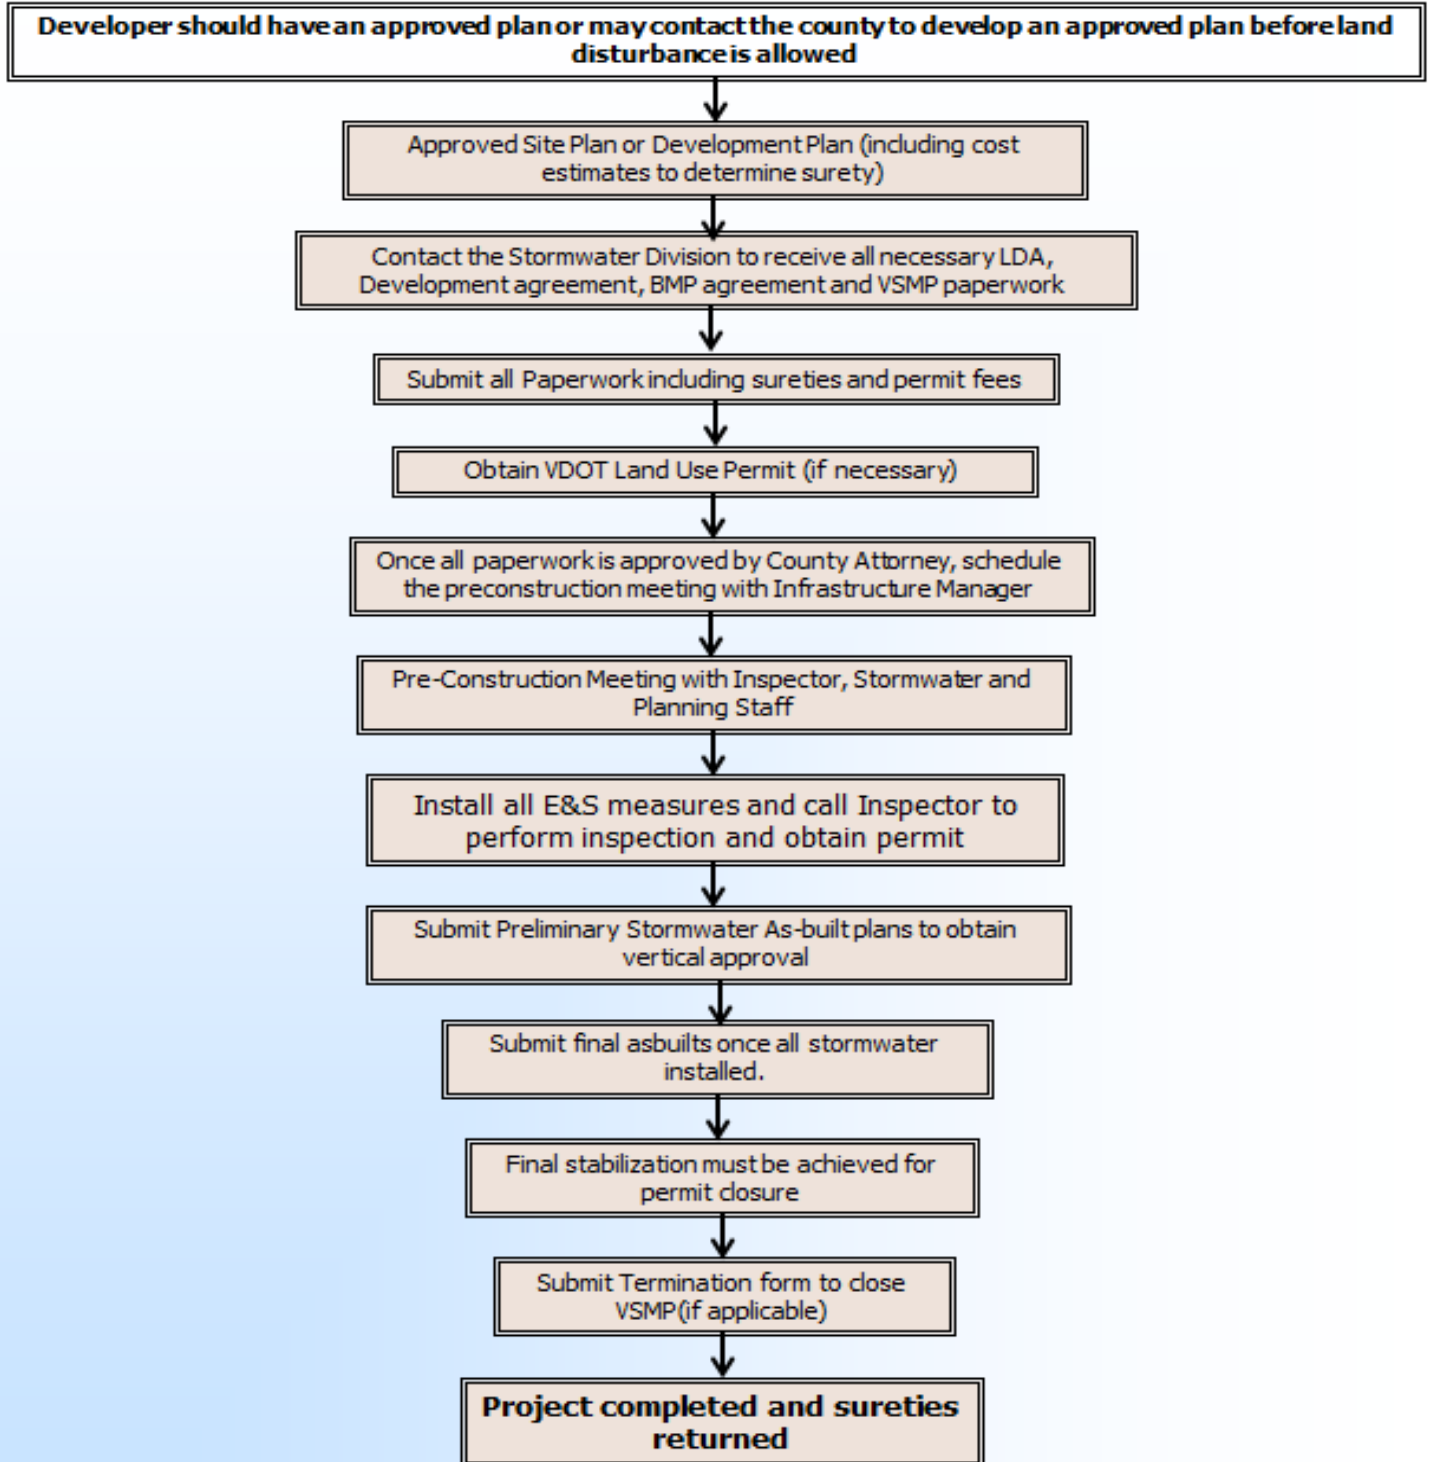 Developer should have an approved plan or may contact the county to develop an approved plan before land
disturbance is allowed
Approved Site Plan or Development Plan (including cost
estimates to determine surety)
Contact the Stormwater Division to receive all necessary LDA,
Development agreement, BMP agreement and VSMP paperwork
Submit all Paperwork including sureties and permit fees
Obtain VDOT Land Use Permit (if necessary)
Once all paperwork is approved by County Attorney, schedule
the preconstruction meeting with Infrastructure Manager
Pre-Construction Meeting with Inspector, Stormwater and
Planning Staff
Install all E&S measures and call Inspector to
perform inspection and obtain permit
Submit Preliminary Stormwater As-built plans to obtain
vertical approval
Submit final asbuilts once all stormwater
installed.
Final stabilization must be achieved for
permit closure
Submit Termination form to close
VSMP(if applicable)
Project completed and sureties
returned